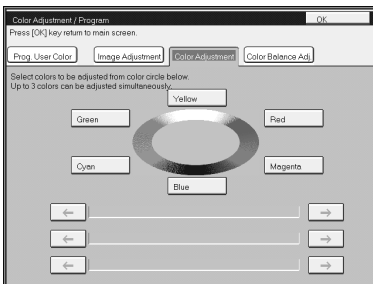 Color Adjustment / Program OK
Press [OK] key return to main screen.
Prog. User Color Image Adjustment Color Adjustment Color Balance Adj.
Select colors to be adjusted from color circle below.
Up to 3 colors can be adjusted simultaneously.
Yellow
Green Red
Cyan Magenta
Blue
← →
← →
← →